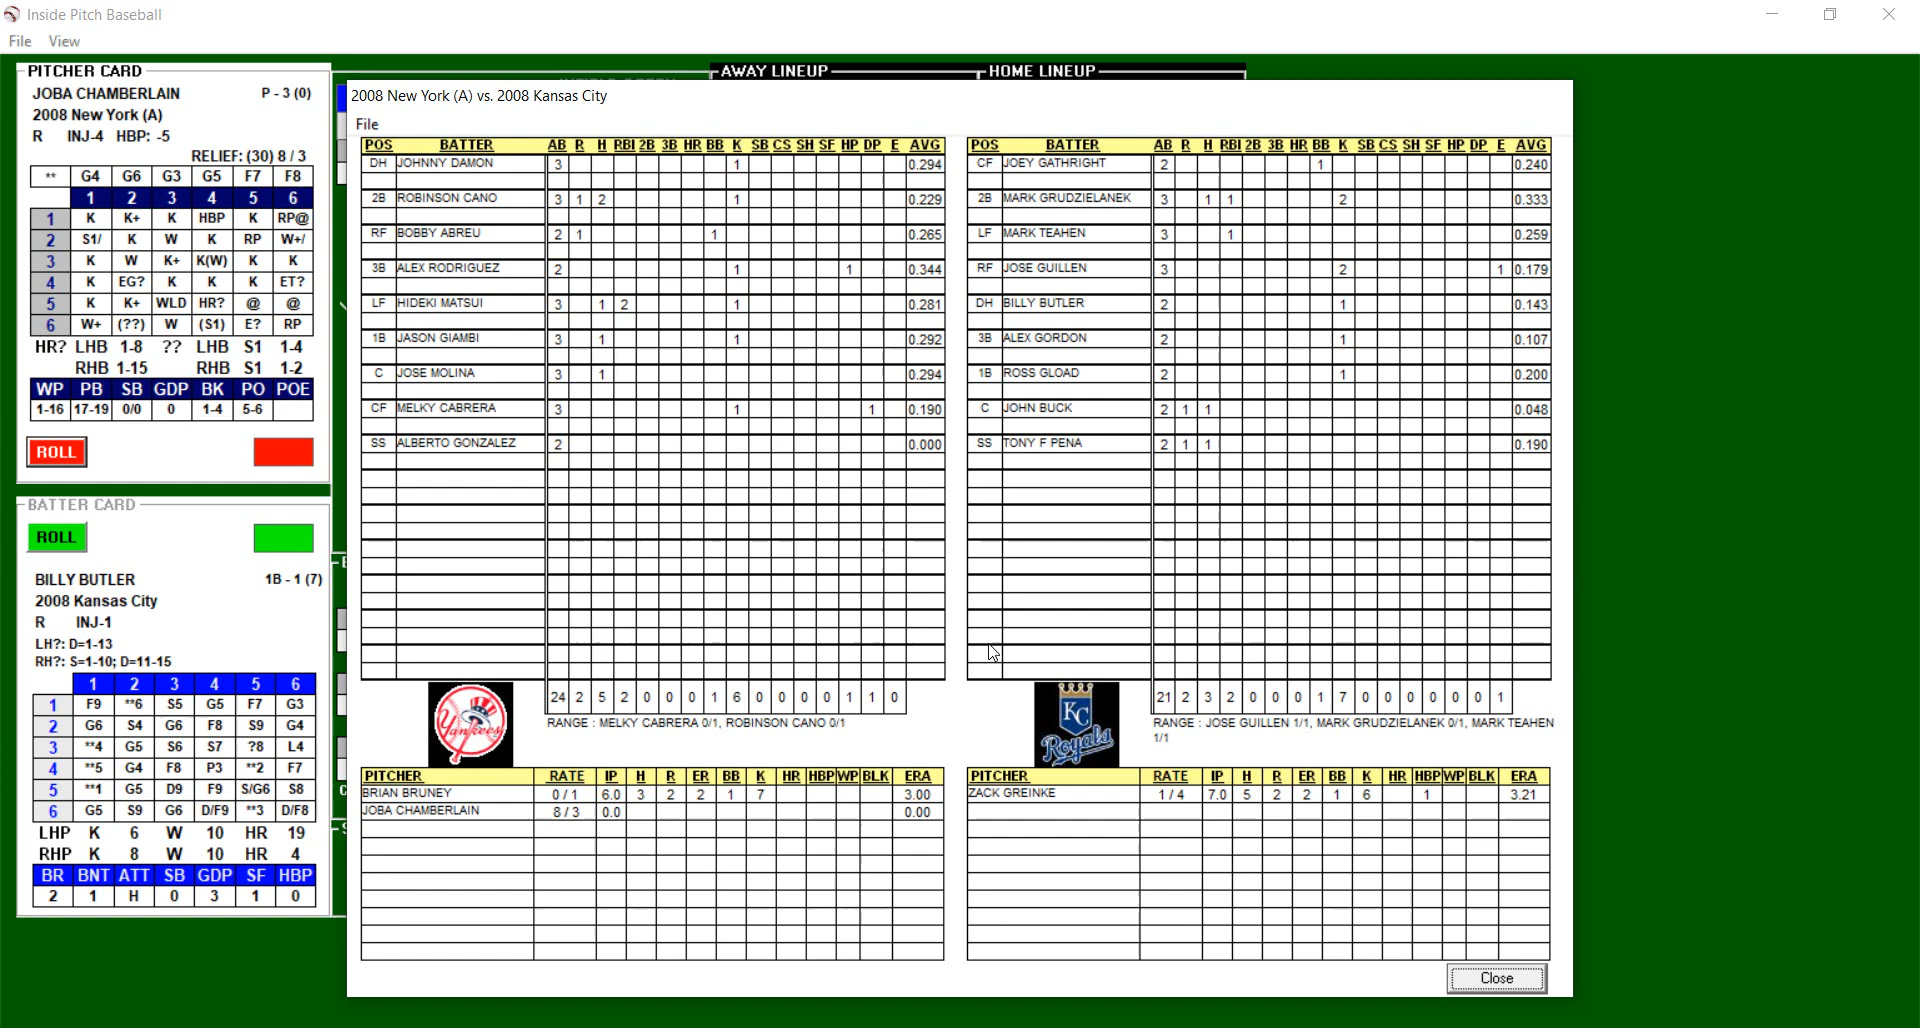 Inside Pitch Baseball
File View
PITCHER CARD
JOBA CHAMBERLAIN P - 3 (0)
2008 New York (A)
R INJ-4 HBP: -5
RELIEF: (30) 8 / 3
** G4 G6 G3 G5 F7 F8
1 2 3 4 5 6
1 K K+ K HBP K RP@
2 S1/ K W K RP W+/
3 K W K+ K(W) K K
4 K EG? K K K ET?
5 K K+ WLD HR? @ @
6 W+ (??) W (S1) E? RP
HR? LHB 1-8 ?? LHB S1 1-4
RHB 1-15 RHB S1 1-2
WP PB SB GDP BK PO POE
1-16 17-19 0/0 0 1-4 5-6
ROLL
BATTER CARD
ROLL
BILLY BUTLER 1B - 1 (7)
2008 Kansas City
R INJ-1
LH?: D=1-13
RH?: S=1-10; D=11-15
1 2 3 4 5 6
1 F9 **6 S5 G5 F7 G3
2 G6 S4 G6 F8 S9 G4
3 **4 G5 S6 S7 ?8 L4
4 **5 G4 F8 P3 **2 F7
5 **1 G5 D9 F9 S/G6 S8
6 G5 S9 G6 D/F9 **3 D/F8
LHP K 6 W 10 HR 19
RHP K 8 W 10 HR 4
BR BNT ATT SB GDP SF HBP
2 1 H 0 3 1 0
AWAY LINEUP HOME LINEUP
2008 New York (A) vs. 2008 Kansas City
File
POS BATTER AB R H RBI 2B 3B HR BB K SB CS SH SF HP DP E AVG
DH JOHNNY DAMON 3 1 0.294
2B ROBINSON CANO 3 1 2 1 0.229
RF BOBBY ABREU 2 1 1 0.265
3B ALEX RODRIGUEZ 2 1 1 0.344
LF HIDEKI MATSUI 3 1 2 1 0.281
1B JASON GIAMBI 3 1 1 0.292
C JOSE MOLINA 3 1 0.294
CF MELKY CABRERA 3 1 1 0.190
SS ALBERTO GONZALEZ 2 0.000
24 2 5 2 0 0 0 1 6 0 0 0 0 1 1 0
Yankees
RANGE : MELKY CABRERA 0/1, ROBINSON CANO 0/1
PITCHER RATE IP H R ER BB K HR HBP WP BLK ERA
BRIAN BRUNEY 0 / 1 6.0 3 2 2 1 7 3.00
JOBA CHAMBERLAIN 8 / 3 0.0 0.00
POS BATTER AB R H RBI 2B 3B HR BB K SB CS SH SF HP DP E AVG
CF JOEY GATHRIGHT 2 1 0.240
2B MARK GRUDZIELANEK 3 1 1 2 0.333
LF MARK TEAHEN 3 1 0.259
RF JOSE GUILLEN 3 2 1 0.179
DH BILLY BUTLER 2 1 0.143
3B ALEX GORDON 2 1 0.107
1B ROSS GLOAD 2 1 0.200
C JOHN BUCK 2 1 1 0.048
SS TONY F PENA 2 1 1 0.190
21 2 3 2 0 0 0 1 7 0 0 0 0 0 0 1
KC
Royals
RANGE : JOSE GUILLEN 1/1, MARK GRUDZIELANEK 0/1, MARK TEAHEN
1/1
PITCHER RATE IP H R ER BB K HR HBP WP BLK ERA
ZACK GREINKE 1 / 4 7.0 5 2 2 1 6 1 3.21
Close